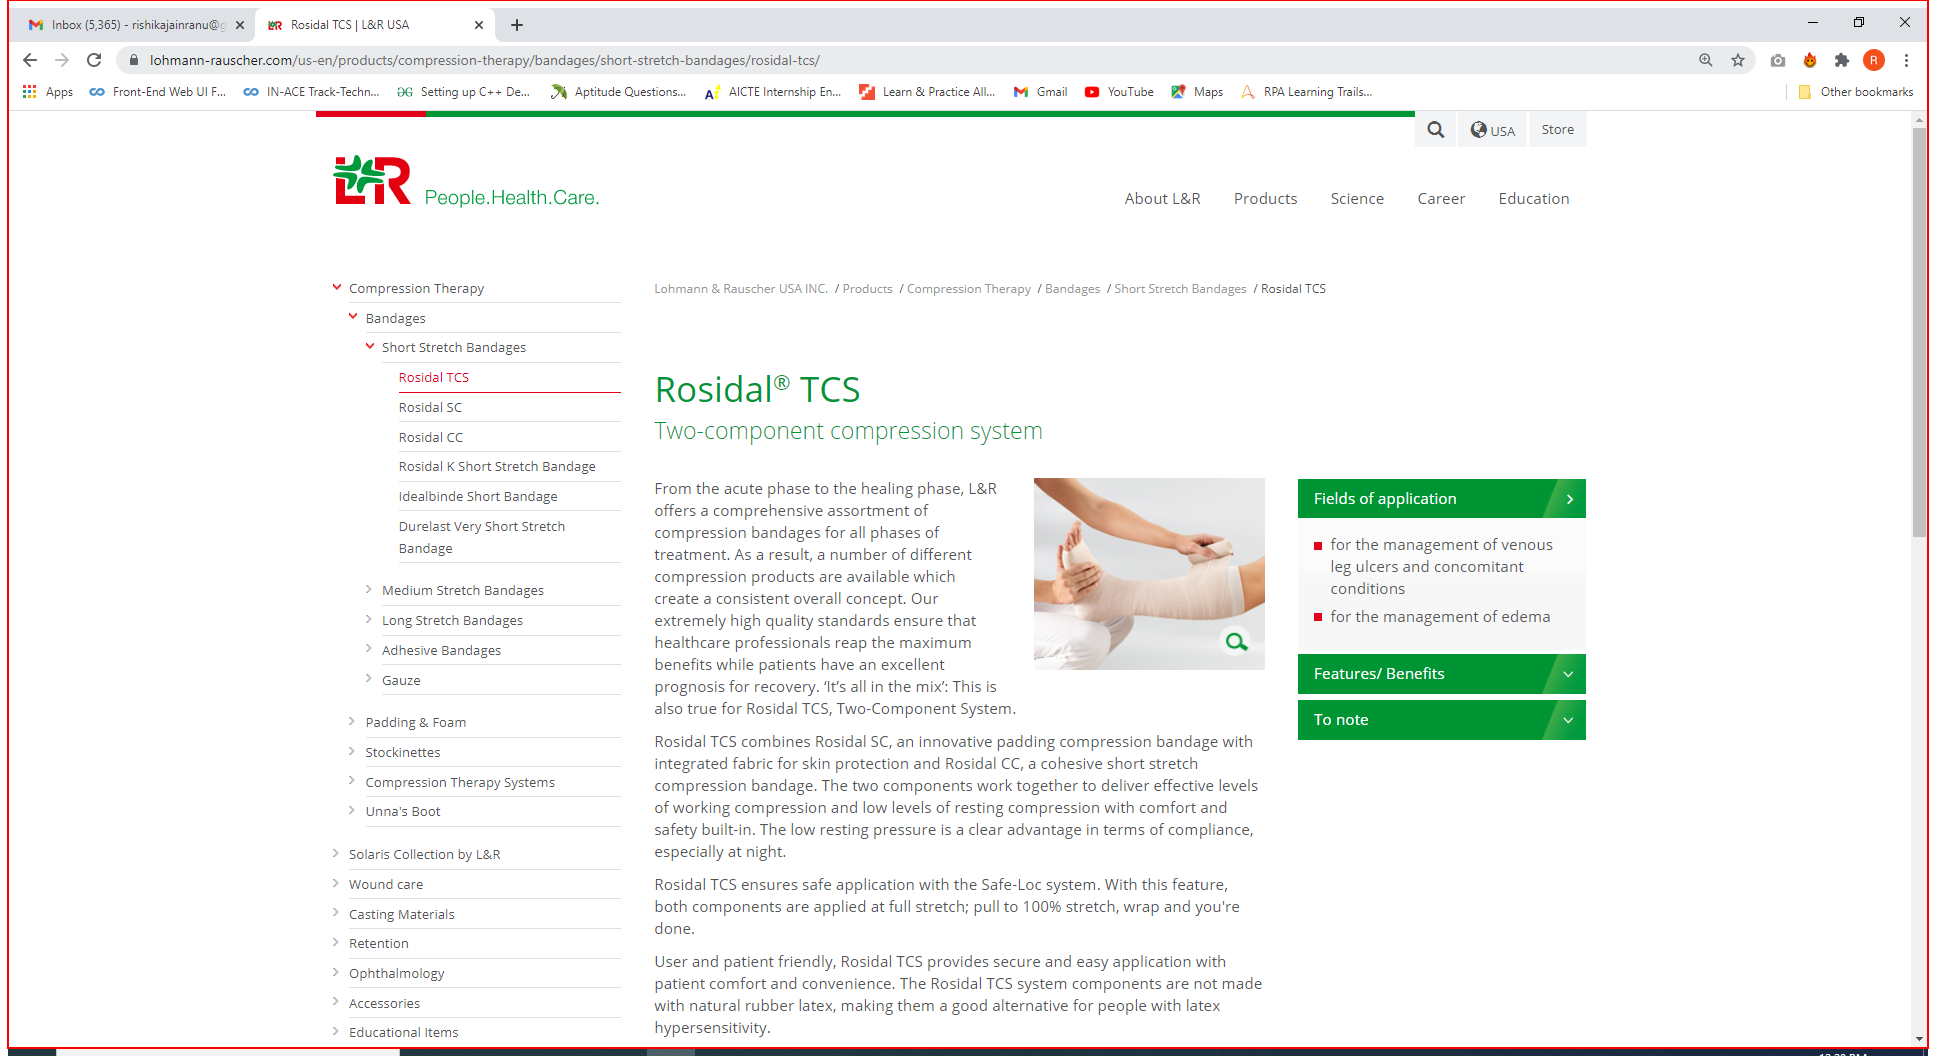 Inbox (5,365) - rishikajainranu@g
Rosidal TCS | L&R USA
lohmann-rauscher.com/us-en/products/compression-therapy/bandages/short-stretch-bandages/rosidal-tcs/
R
Apps
Front-End Web UI F...
IN-ACE Track-Techn...
Setting up C++ De...
Aptitude Questions...
AICTE Internship En...
Learn & Practice All...
Gmail
YouTube
Maps
RPA Learning Trails...
Other bookmarks
USA
Store
L&R
People.Health.Care.
About L&R
Products
Science
Career
Education
Compression Therapy
Bandages
Short Stretch Bandages
Rosidal TCS
Rosidal SC
Rosidal CC
Rosidal K Short Stretch Bandage
Idealbinde Short Bandage
Durelast Very Short Stretch
Bandage
Medium Stretch Bandages
Long Stretch Bandages
Adhesive Bandages
Gauze
Padding & Foam
Stockinettes
Compression Therapy Systems
Unna's Boot
Solaris Collection by L&R
Wound care
Casting Materials
Retention
Ophthalmology
Accessories
Educational Items
Lohmann & Rauscher USA INC. / Products / Compression Therapy / Bandages / Short Stretch Bandages / Rosidal TCS
Rosidal® TCS
Two-component compression system
From the acute phase to the healing phase, L&R
offers a comprehensive assortment of
compression bandages for all phases of
treatment. As a result, a number of different
compression products are available which
create a consistent overall concept. Our
extremely high quality standards ensure that
healthcare professionals reap the maximum
benefits while patients have an excellent
prognosis for recovery. ‘It’s all in the mix’: This is
also true for Rosidal TCS, Two-Component System.
Rosidal TCS combines Rosidal SC, an innovative padding compression bandage with
integrated fabric for skin protection and Rosidal CC, a cohesive short stretch
compression bandage. The two components work together to deliver effective levels
of working compression and low levels of resting compression with comfort and
safety built-in. The low resting pressure is a clear advantage in terms of compliance,
especially at night.
Rosidal TCS ensures safe application with the Safe-Loc system. With this feature,
both components are applied at full stretch; pull to 100% stretch, wrap and you're
done.
User and patient friendly, Rosidal TCS provides secure and easy application with
patient comfort and convenience. The Rosidal TCS system components are not made
with natural rubber latex, making them a good alternative for people with latex
hypersensitivity.
Fields of application
for the management of venous
leg ulcers and concomitant
conditions
for the management of edema
Features/ Benefits
To note